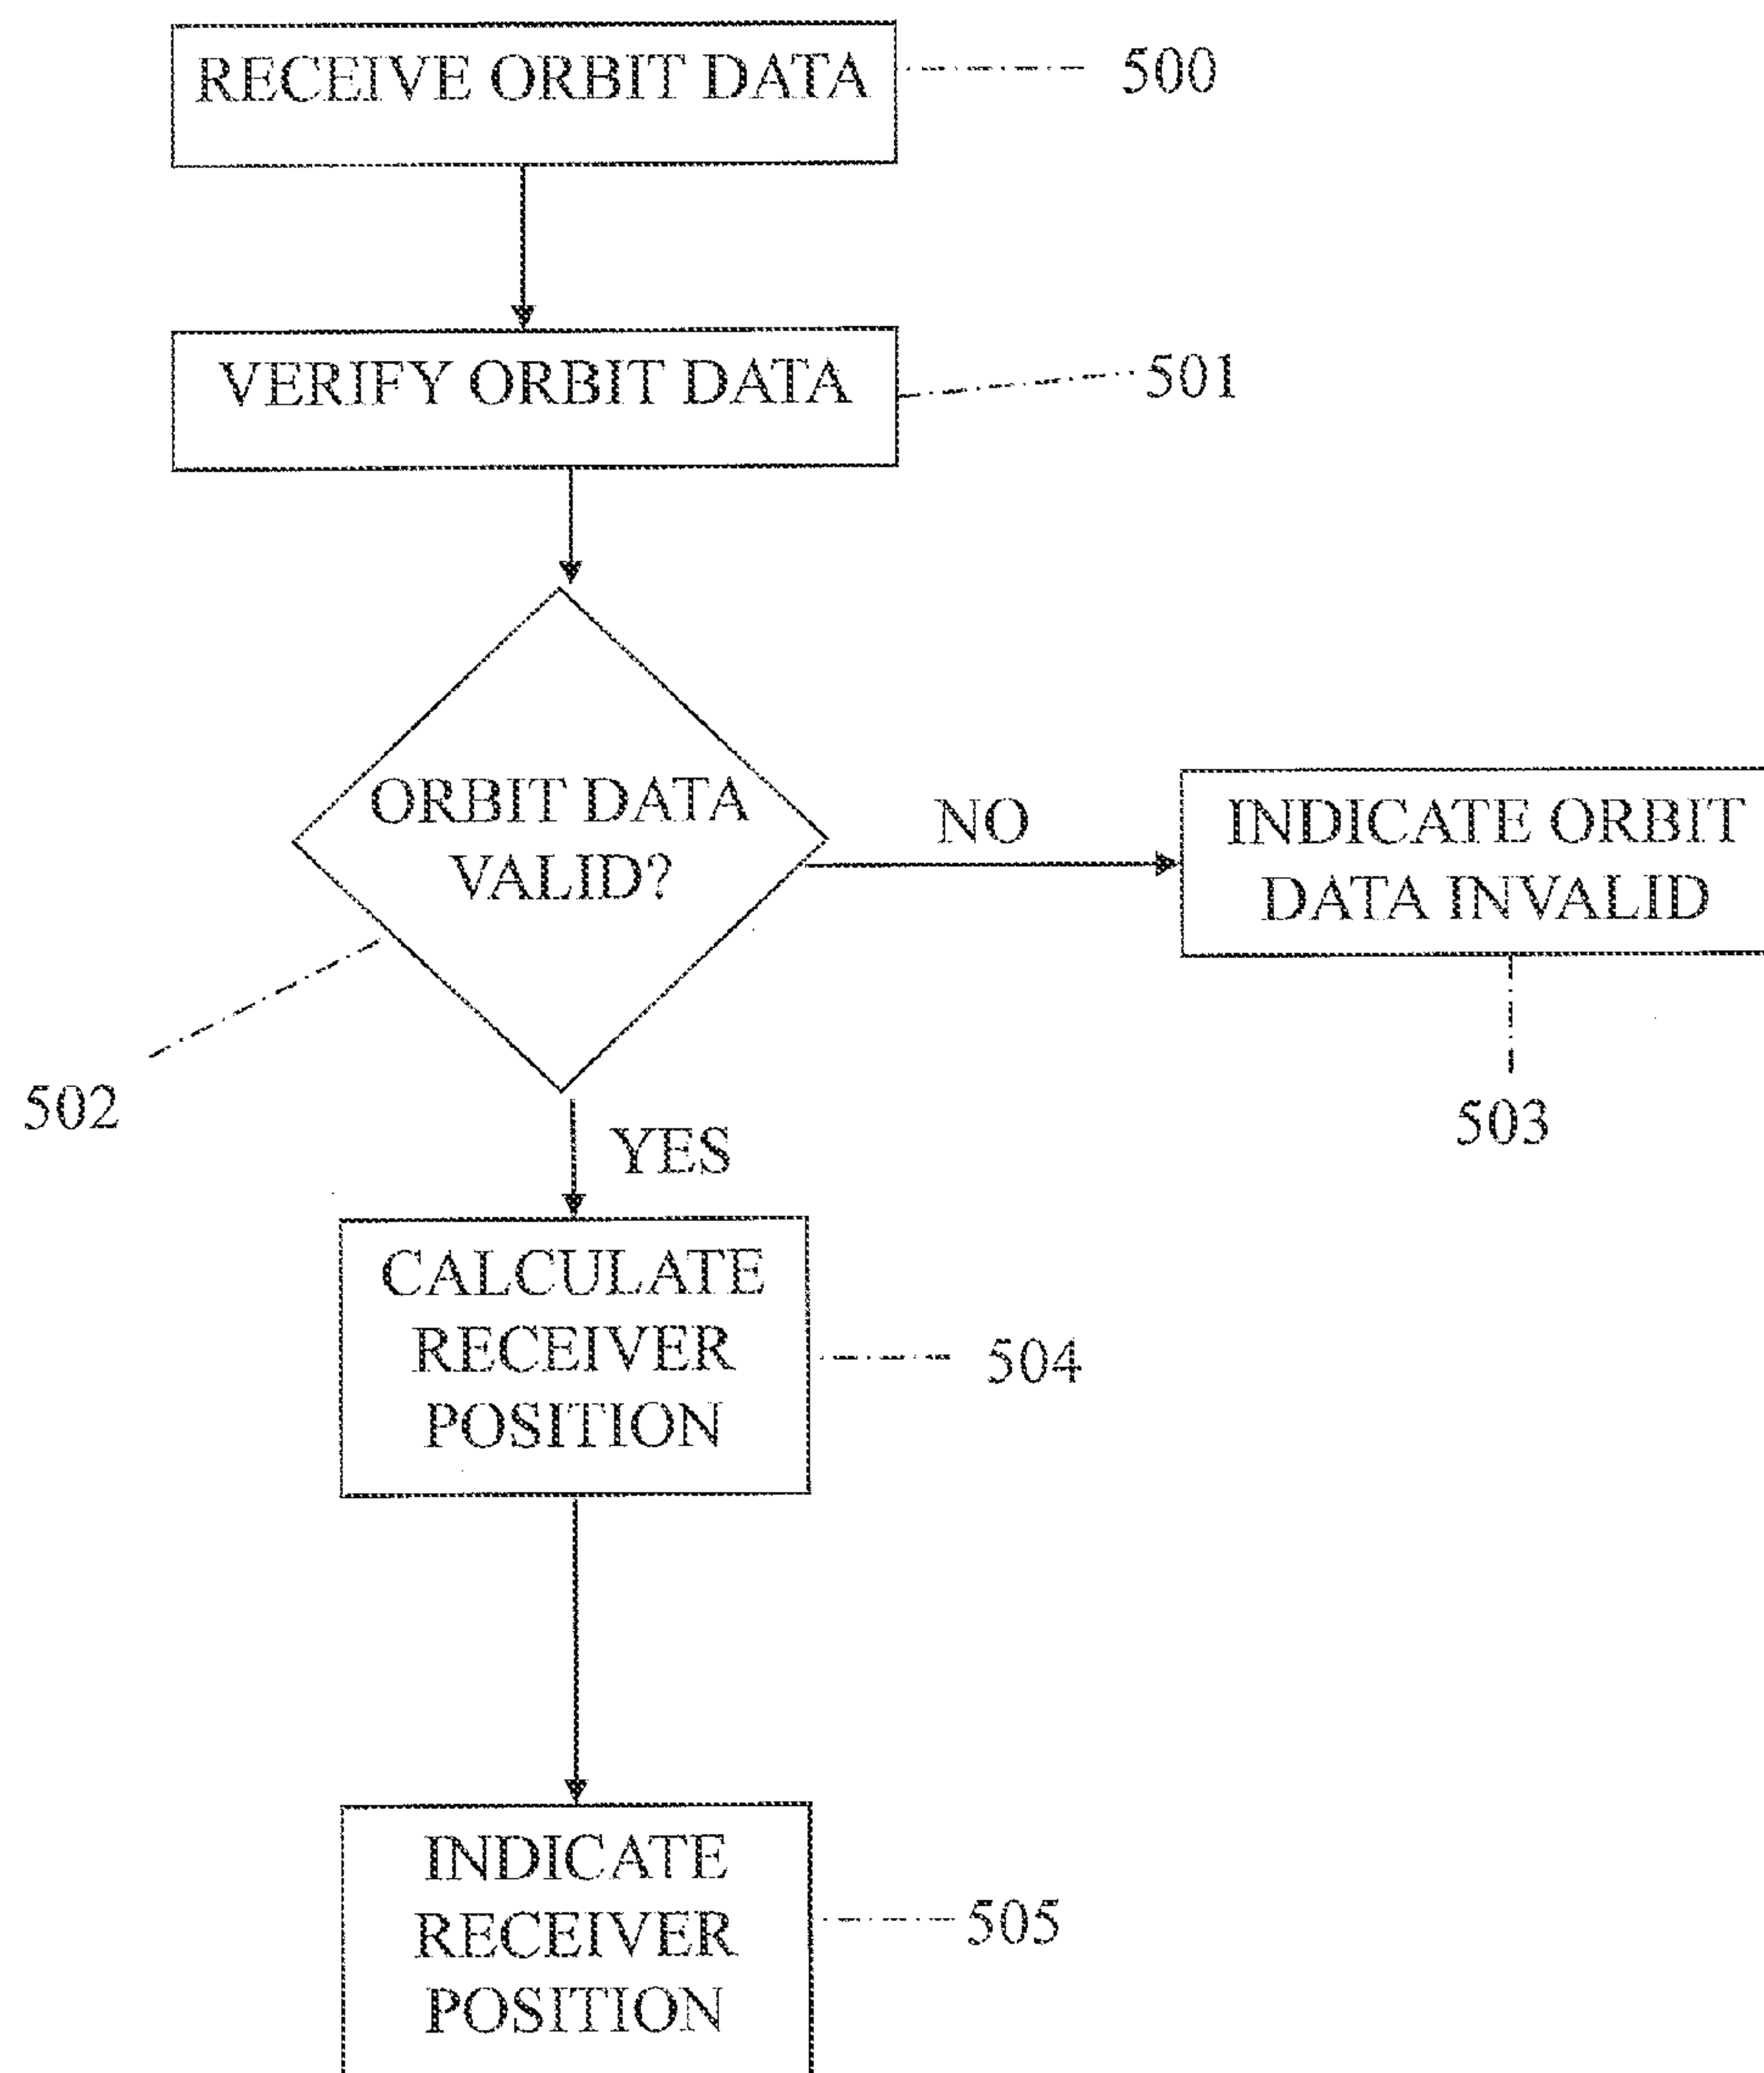 RECEIVE ORBIT DATA
500
VERIFY ORBIT DATA
501
ORBIT DATA
VALID?
NO
INDICATE ORBIT
DATA INVALID
502
503
YES
CALCULATE
RECEIVER
POSITION
504
INDICATE
RECEIVER
POSITION
505